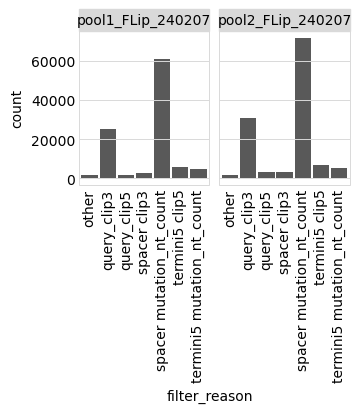 pool1_FLip_240207 pool2_FLip_240207
60000
40000
20000
0
count
other
query_clip3
query_clip5
spacer clip3
spacer mutation_nt_count
termini5 clip5
termini5 mutation_nt_count
other
query_clip3
query_clip5
spacer clip3
spacer mutation_nt_count
termini5 clip5
termini5 mutation_nt_count
filter_reason